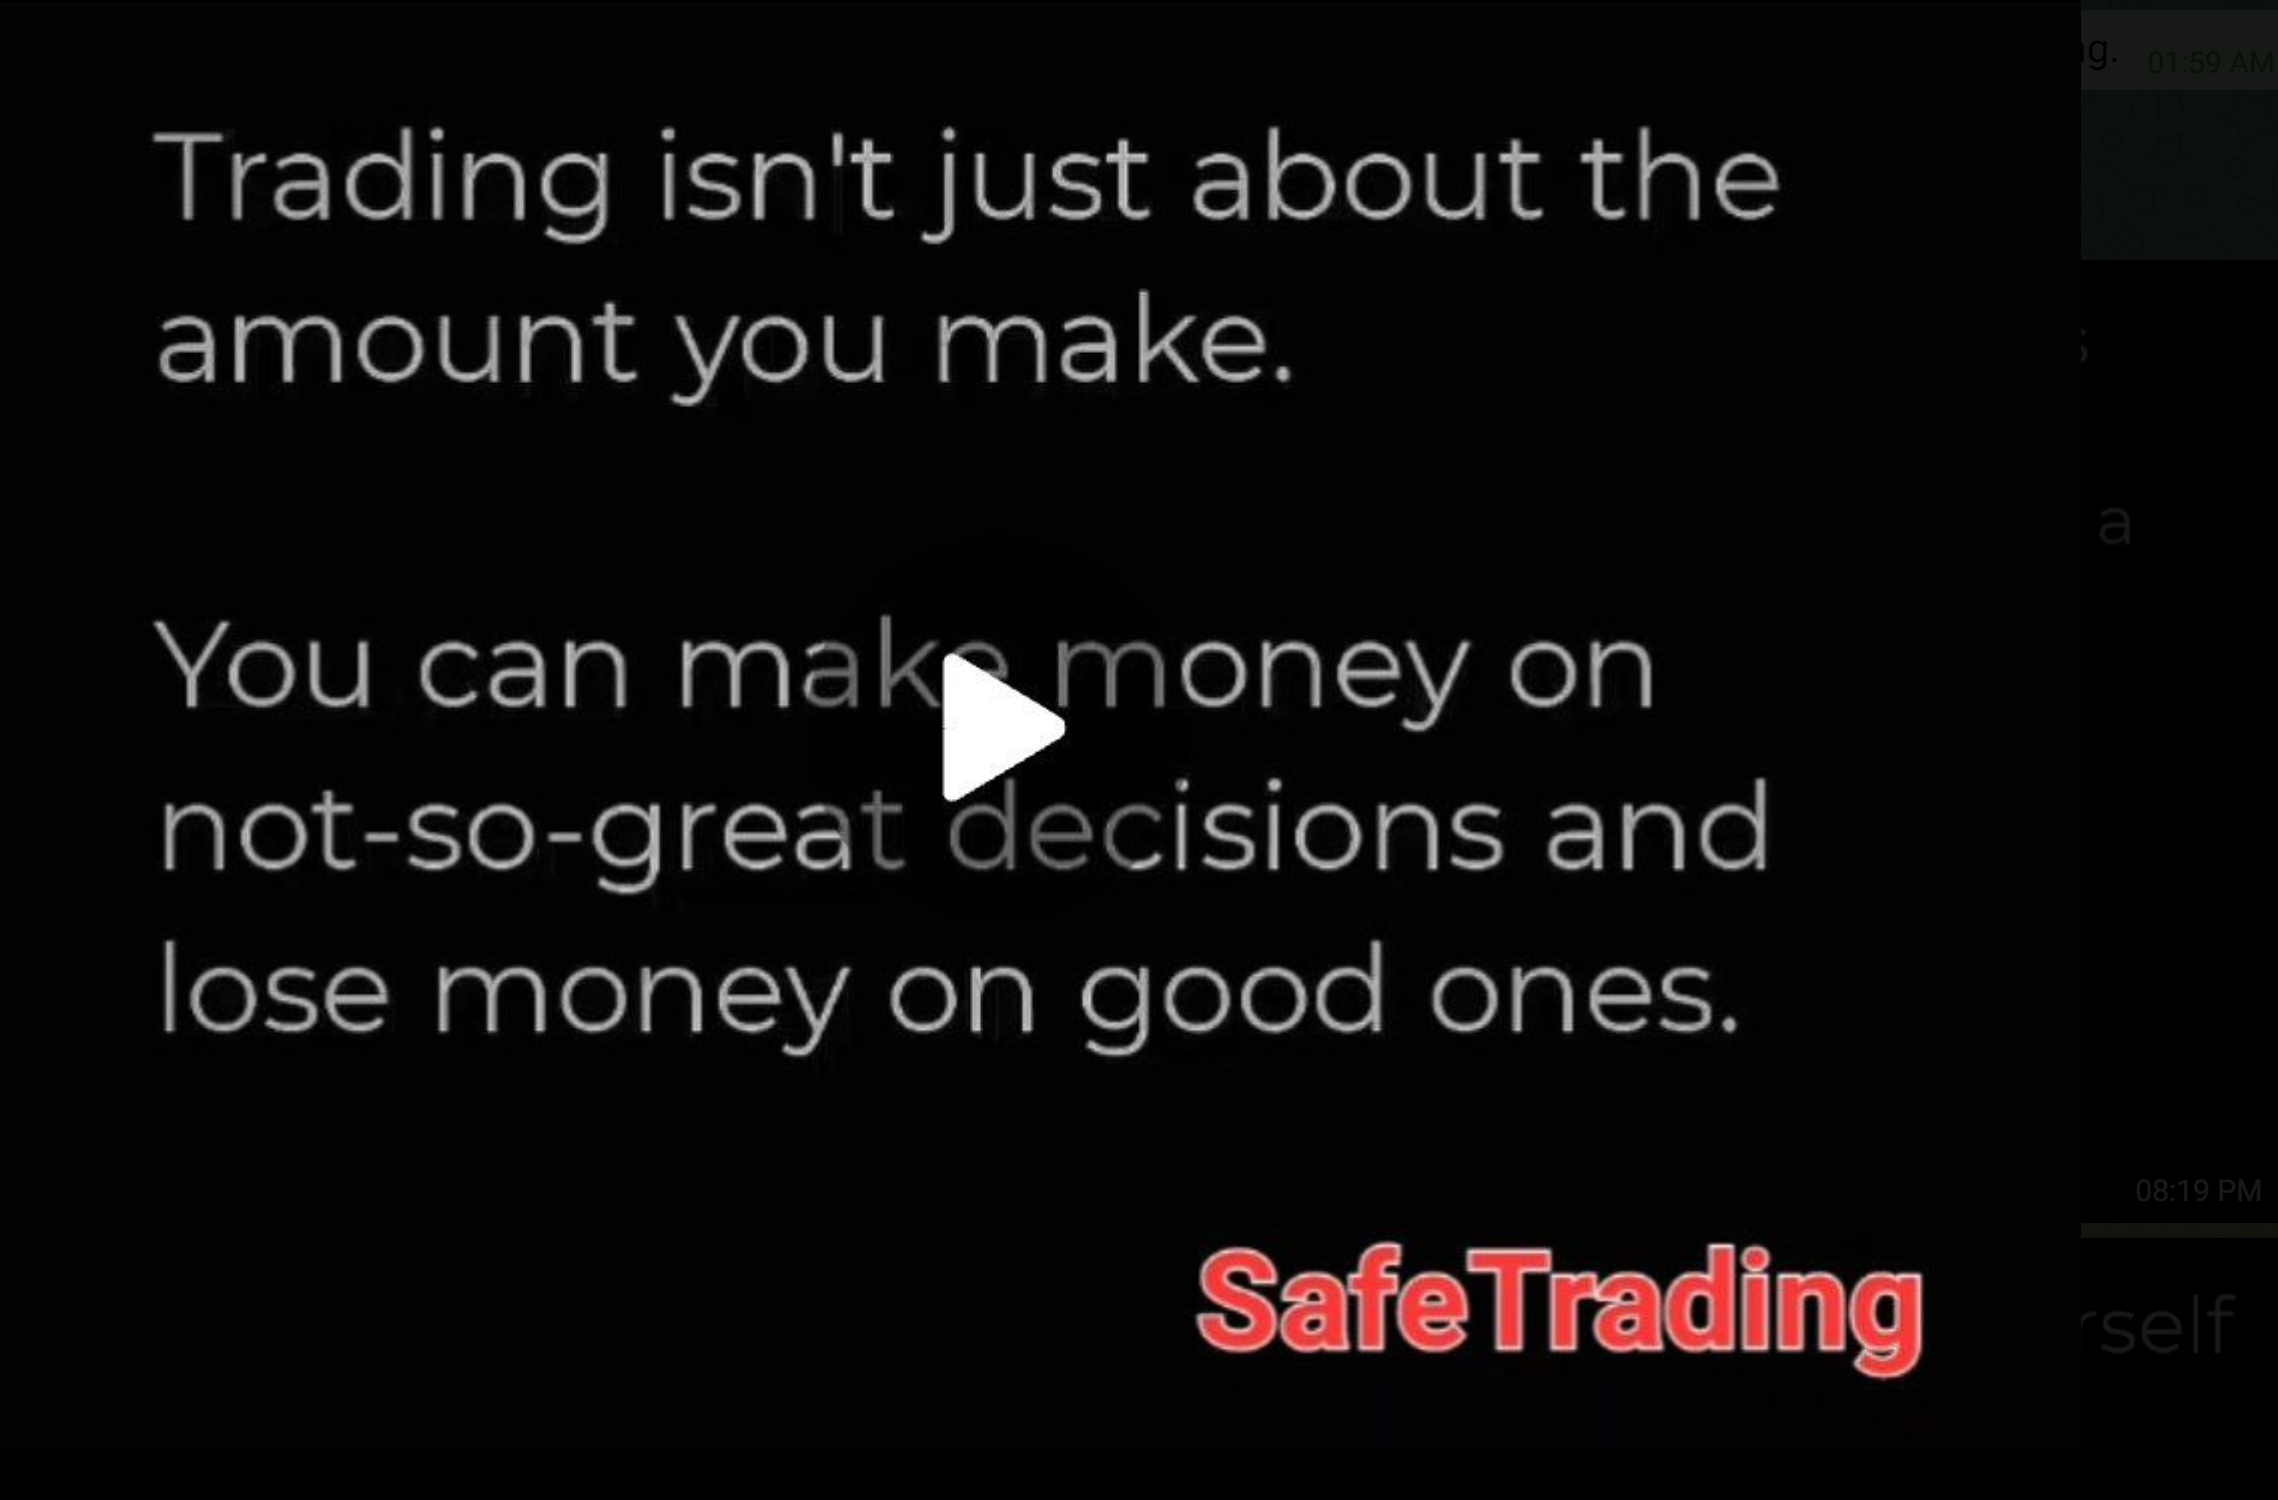 Trading isn't just about the
amount you make.
You can make money on
not-so-great decisions and
lose money on good ones.
SafeTrading
01:59 AM
a
08:19 PM